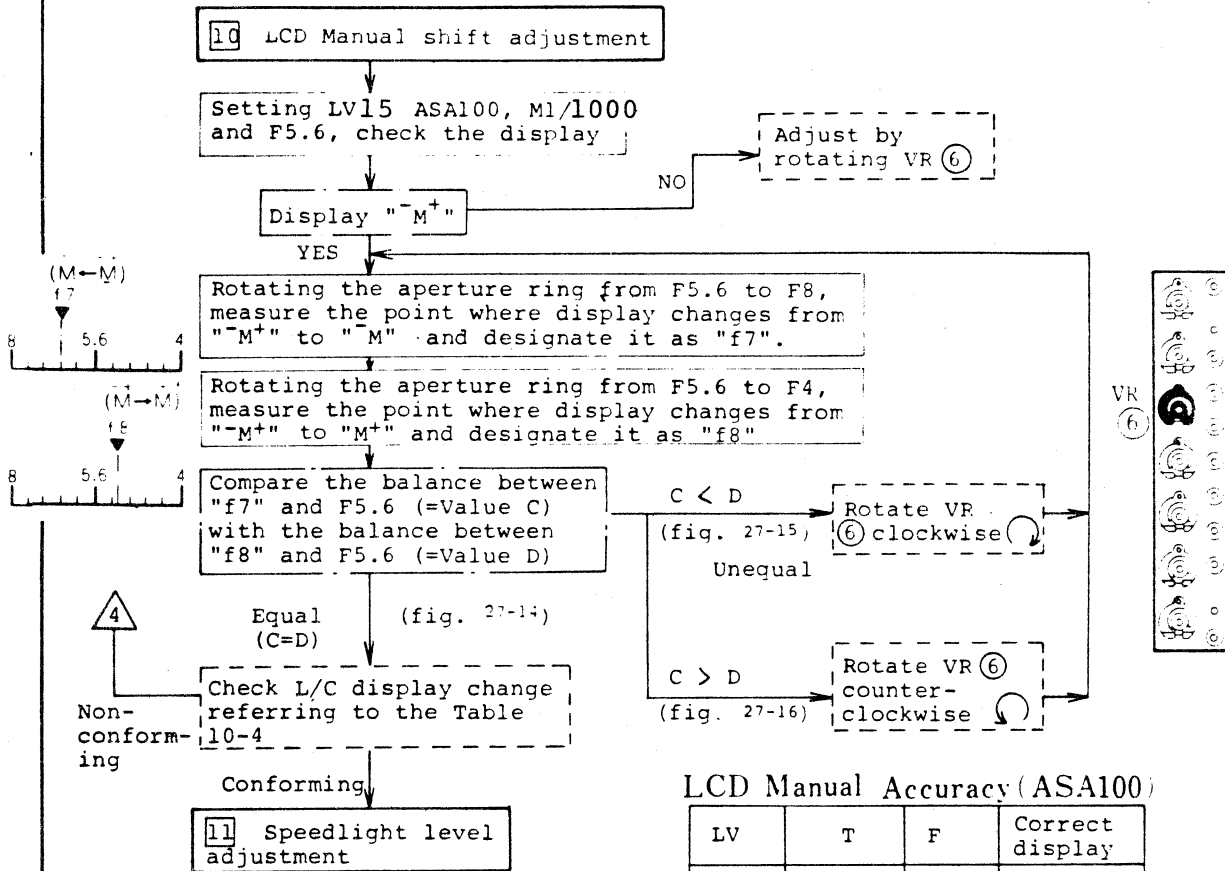 10 LCD Manual shift adjustment
Setting LV15 ASA100, M1/1000
and F5.6, check the display
Adjust by
rotating VR ⑥
NO
Display "⁻M⁺"
YES
(M←M)
f7
8 5.6 4
Rotating the aperture ring from F5.6 to F8,
measure the point where display changes from
"⁻M⁺" to "⁻M" and designate it as "f7".
(M→M)
f8
8 5.6 4
Rotating the aperture ring from F5.6 to F4,
measure the point where display changes from
"⁻M⁺" to "M⁺" and designate it as "f8"
VR
⑥
Compare the balance between
"f7" and F5.6 (=Value C)
with the balance between
"f8" and F5.6 (=Value D)
C < D
(fig. 27-15)
Unequal
Rotate VR
⑥ clockwise
4
Equal
(C=D)
(fig. 27-14)
C > D
(fig. 27-16)
Rotate VR ⑥
counter-
clockwise
Non-
conform-
ing
Check L/C display change
referring to the Table
10-4
Conforming
11 Speedlight level
adjustment
LCD Manual Accuracy (ASA100)
LV T F Correct
display